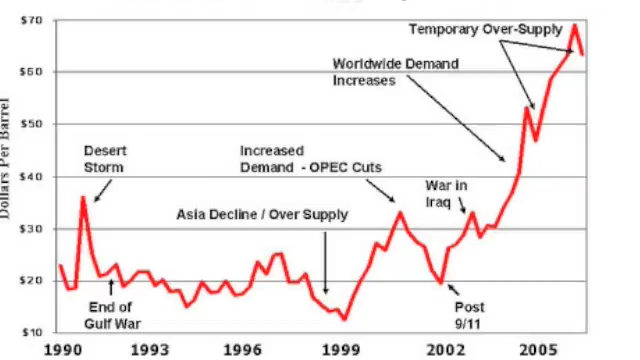 $70
Temporary Over-Supply
$60
Worldwide Demand
Increases
$50
Dollars Per Barrel
Desert
Storm
Increased
Demand - OPEC Cuts
$40
War in
Iraq
Asia Decline / Over Supply
$30
$20
End of
Gulf War
Post
9/11
$10
1990 1993 1996 1999 2002 2005